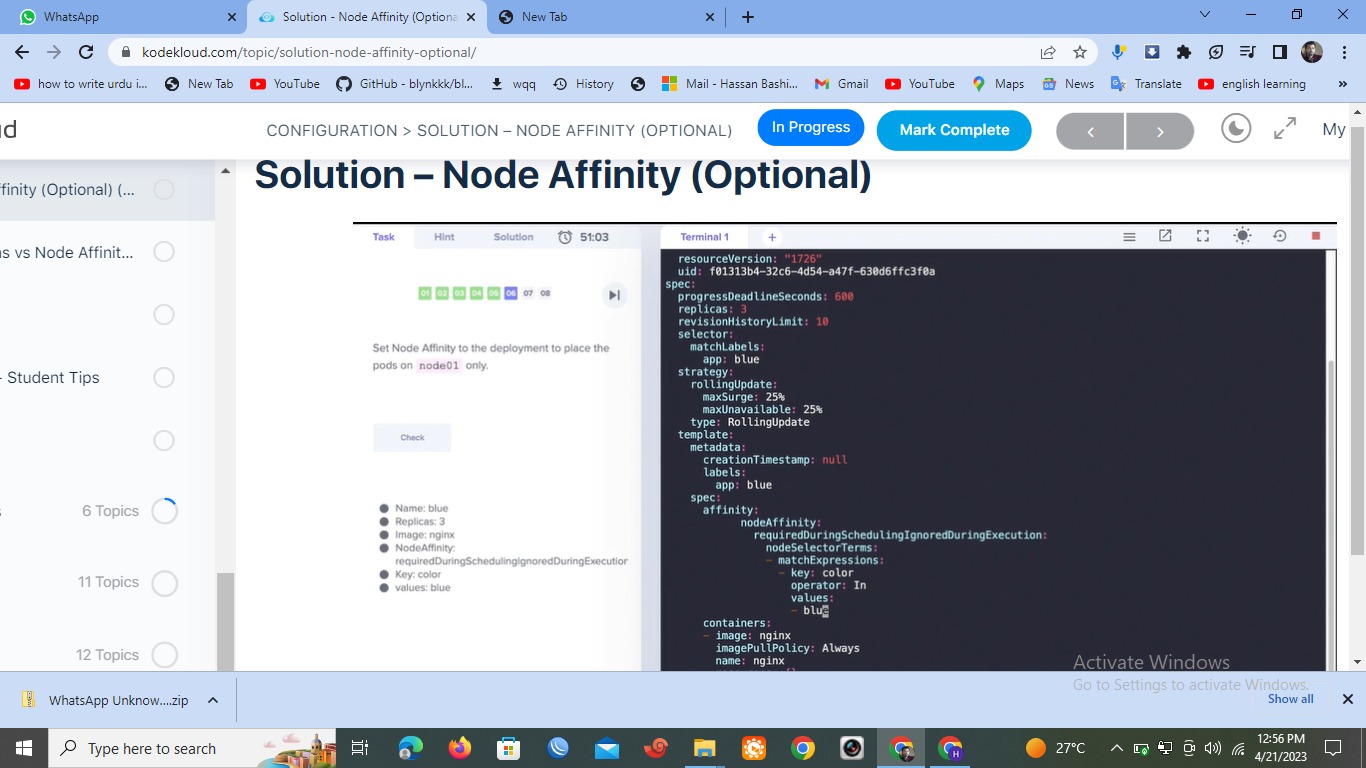 WhatsApp
Solution - Node Affinity (Optiona
New Tab
kodekloud.com/topic/solution-node-affinity-optional/
how to write urdu i...
New Tab
YouTube
GitHub - blynkkk/bl...
wqq
History
Mail - Hassan Bashi...
Gmail
YouTube
Maps
News
Translate
english learning
ud
CONFIGURATION > SOLUTION – NODE AFFINITY (OPTIONAL)
In Progress
Mark Complete
My
ffinity (Optional) (...
ns vs Node Affinit...
- Student Tips
s
6 Topics
11 Topics
12 Topics
Solution – Node Affinity (Optional)
Task
Hint
Solution
51:03
01 02 03 04 05 06 07 08
Set Node Affinity to the deployment to place the
pods on node01 only.
Check
Name: blue
Replicas: 3
Image: nginx
NodeAffinity:
requiredDuringSchedulingIgnoredDuringExecution
Key: color
values: blue
Terminal 1
+
resourceVersion: "1726"
uid: f01313b4-32c6-4d54-a47f-630d6ffc3f0a
spec:
progressDeadlineSeconds: 600
replicas: 3
revisionHistoryLimit: 10
selector:
matchLabels:
app: blue
strategy:
rollingUpdate:
maxSurge: 25%
maxUnavailable: 25%
type: RollingUpdate
template:
metadata:
creationTimestamp: null
labels:
app: blue
spec:
affinity:
nodeAffinity:
requiredDuringSchedulingIgnoredDuringExecution:
nodeSelectorTerms:
- matchExpressions:
- key: color
operator: In
values:
- blue
containers:
- image: nginx
imagePullPolicy: Always
name: nginx
Activate Windows
Go to Settings to activate Windows.
WhatsApp Unknow....zip
Show all
Type here to search
27°C
12:56 PM
4/21/2023